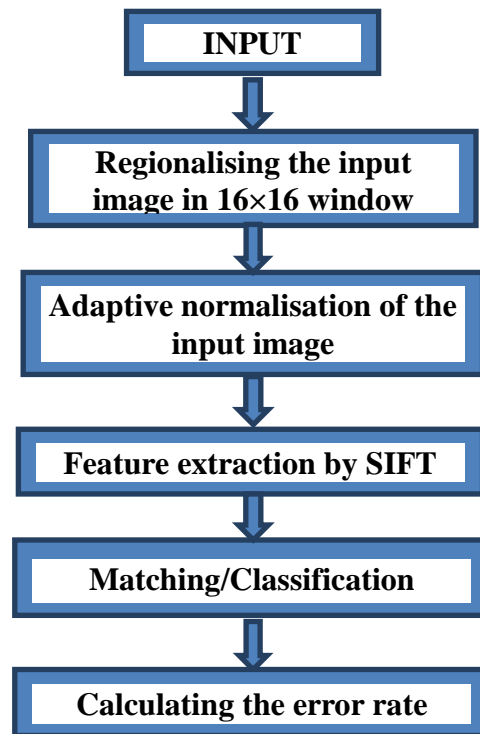 INPUT
Regionalising the input
image in 16×16 window
Adaptive normalisation of the
input image
Feature extraction by SIFT
Matching/Classification
Calculating the error rate